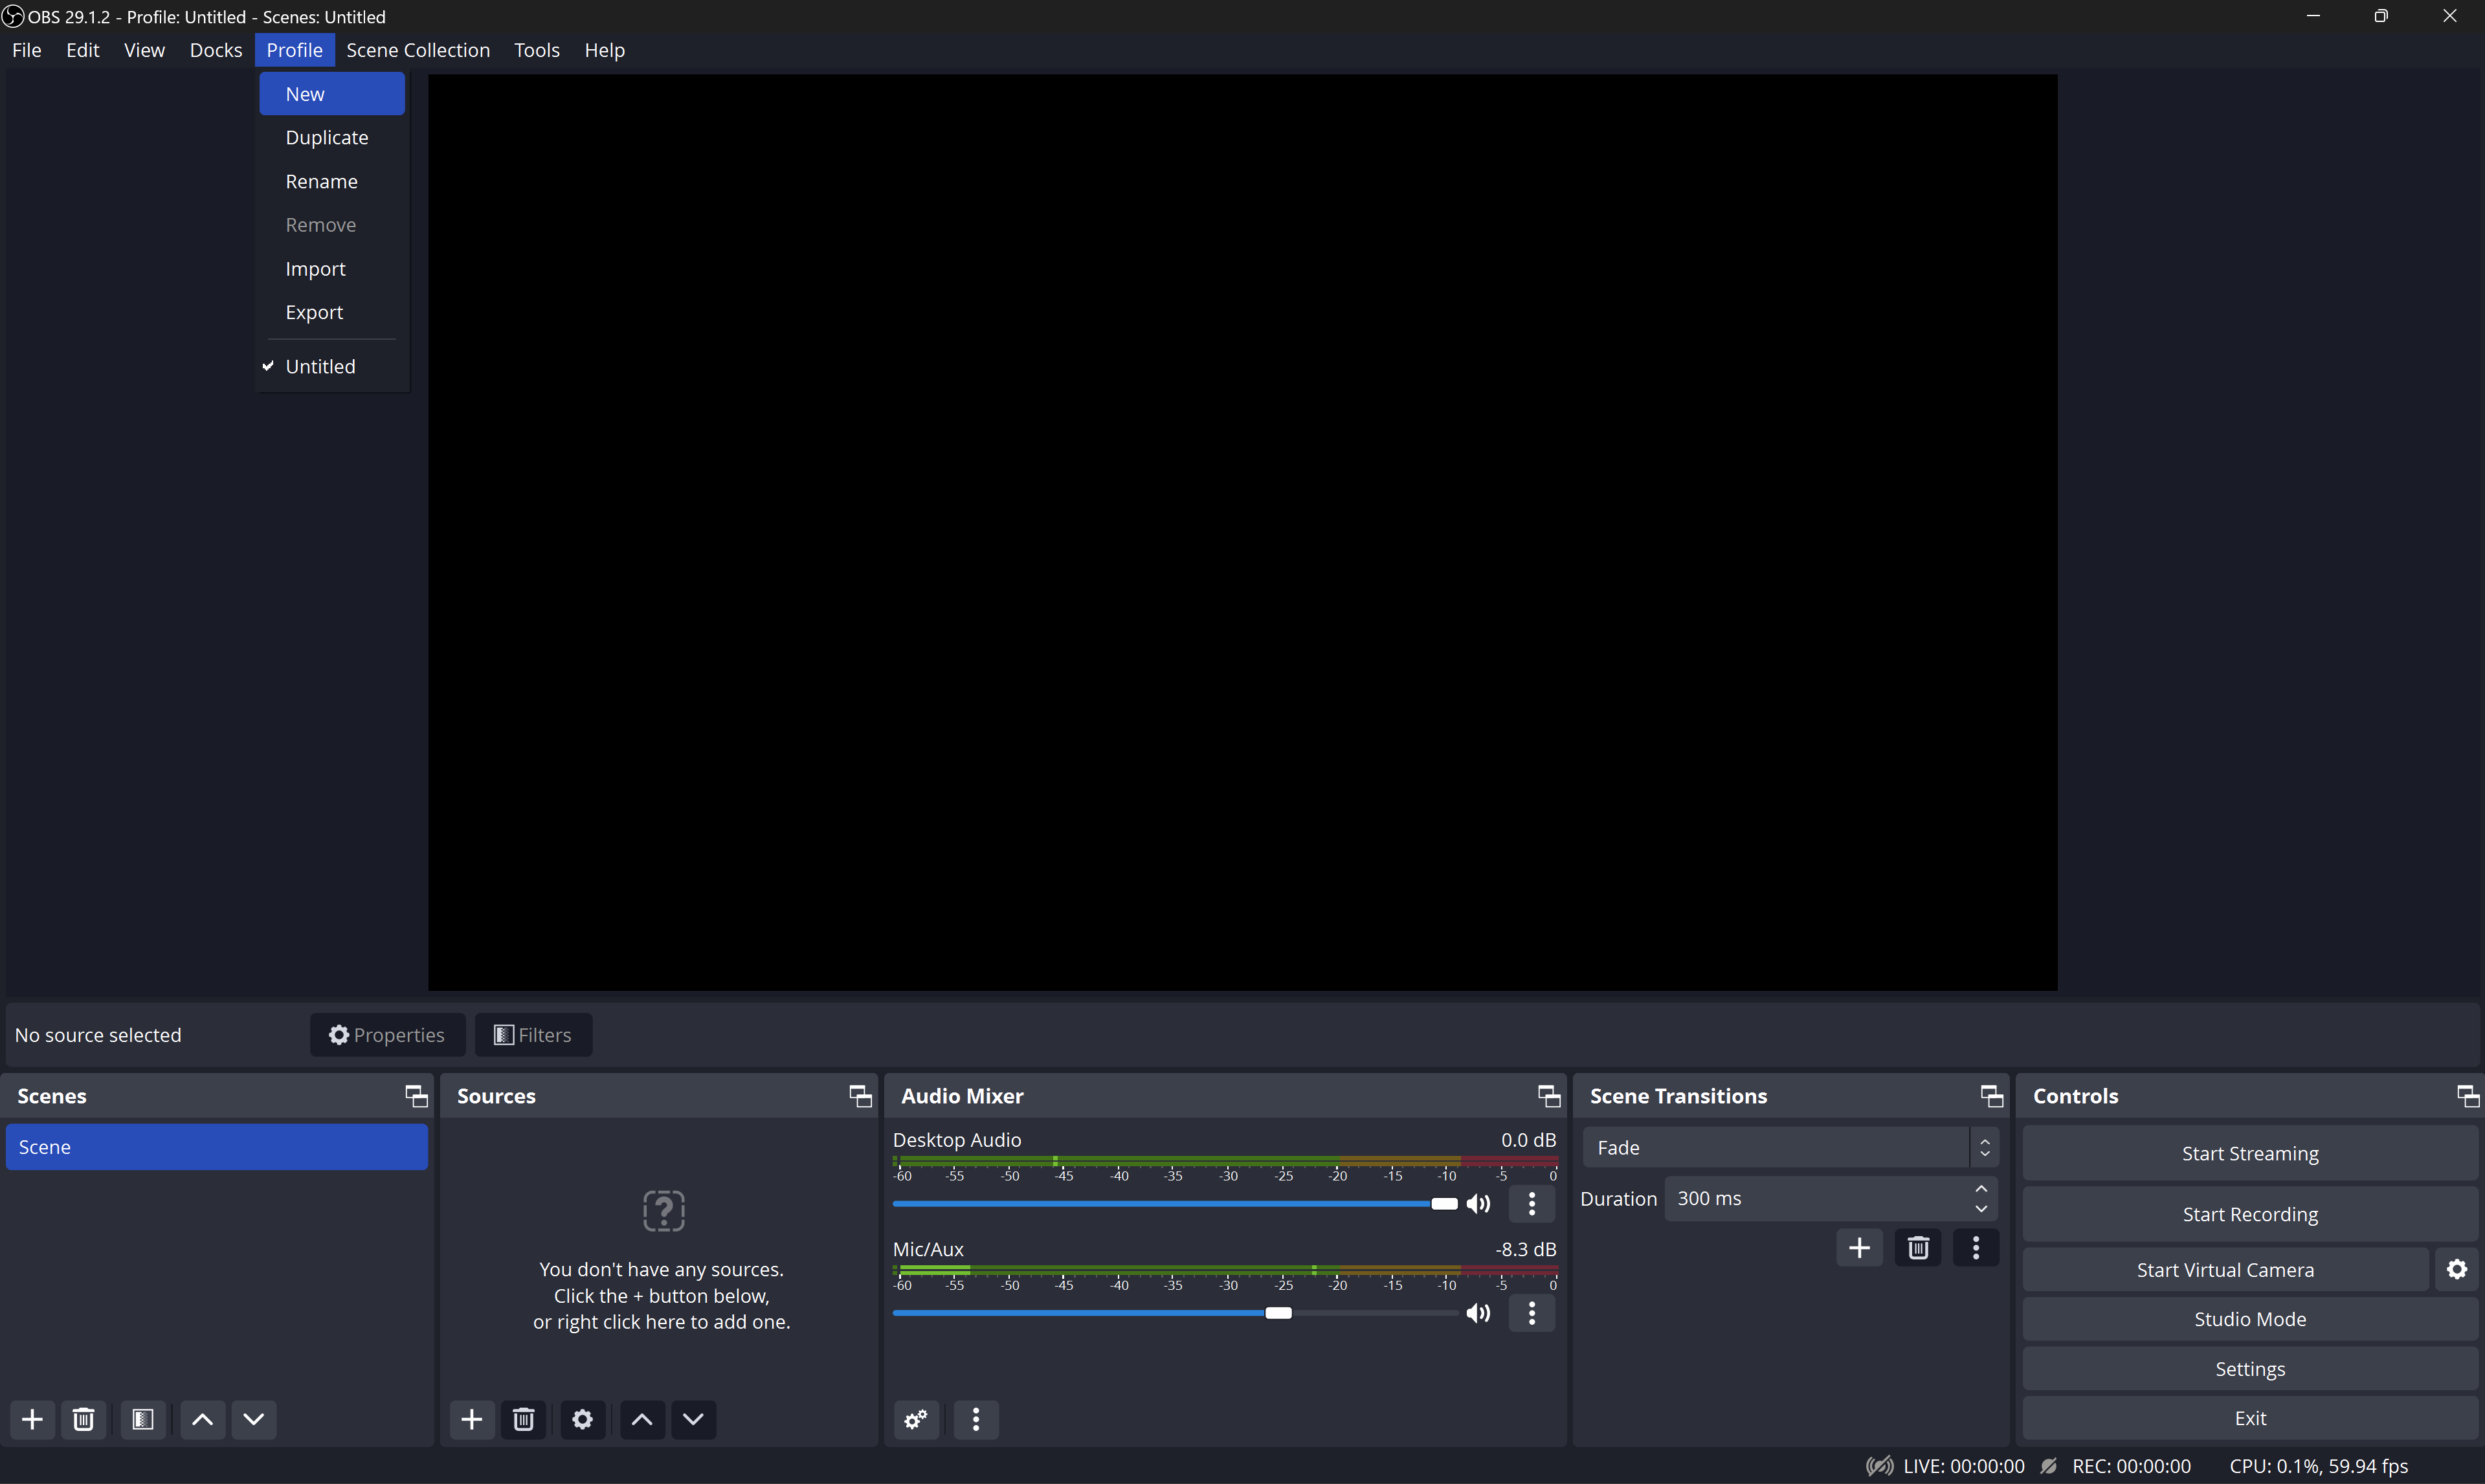 OBS 29.1.2 - Profile: Untitled - Scenes: Untitled
File Edit View Docks Profile Scene Collection Tools Help
New
Duplicate
Rename
Remove
Import
Export
Untitled
No source selected Properties Filters
Scenes
Scene
Sources
You don't have any sources.
Click the + button below,
or right click here to add one.
Audio Mixer
Desktop Audio 0.0 dB
-60 -55 -50 -45 -40 -35 -30 -25 -20 -15 -10 -5 0
Mic/Aux -8.3 dB
-60 -55 -50 -45 -40 -35 -30 -25 -20 -15 -10 -5 0
Scene Transitions
Fade
Duration 300 ms
Controls
Start Streaming
Start Recording
Start Virtual Camera
Studio Mode
Settings
Exit
LIVE: 00:00:00 REC: 00:00:00 CPU: 0.1%, 59.94 fps